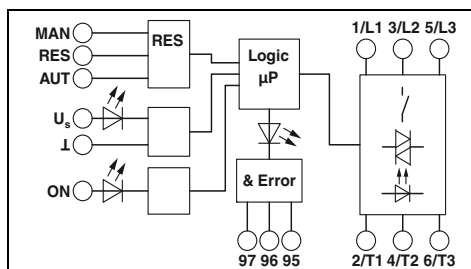 MAN
RES
AUT
Us
⊥
ON
RES
Logic
µP
& Error
97 96 95
1/L1 3/L2 5/L3
2/T1 4/T2 6/T3